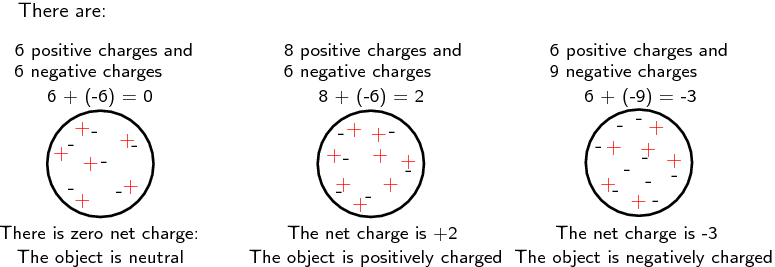 There are:
6 positive charges and
6 negative charges
6 + (-6) = 0
There is zero net charge:
The object is neutral
8 positive charges and
6 negative charges
8 + (-6) = 2
The net charge is +2
The object is positively charged
6 positive charges and
9 negative charges
6 + (-9) = -3
The net charge is -3
The object is negatively charged